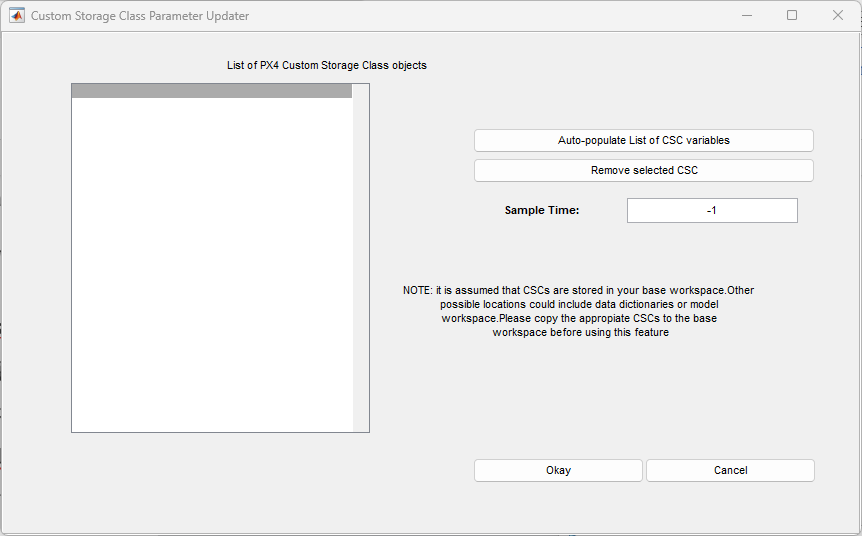 Custom Storage Class Parameter Updater
List of PX4 Custom Storage Class objects
Auto-populate List of CSC variables
Remove selected CSC
Sample Time:
-1
NOTE: it is assumed that CSCs are stored in your base workspace.Other
possible locations could include data dictionaries or model
workspace.Please copy the appropiate CSCs to the base
workspace before using this feature
Okay
Cancel